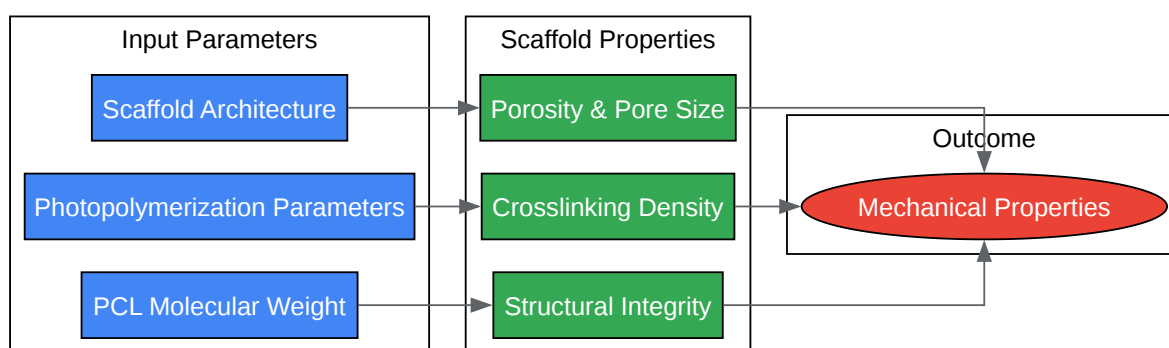 Input Parameters
Scaffold Architecture
Photopolymerization Parameters
PCL Molecular Weight
Scaffold Properties
Porosity & Pore Size
Crosslinking Density
Structural Integrity
Outcome
Mechanical Properties